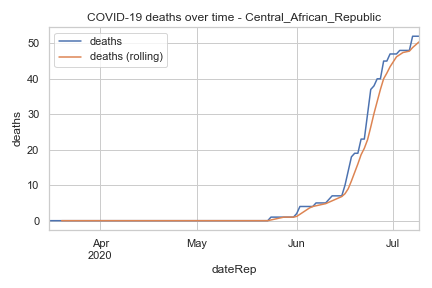 COVID-19 deaths over time - Central_African_Republic
deaths
deaths (rolling)
50
40
30
20
10
0
deaths
Apr
2020
May
Jun
Jul
dateRep